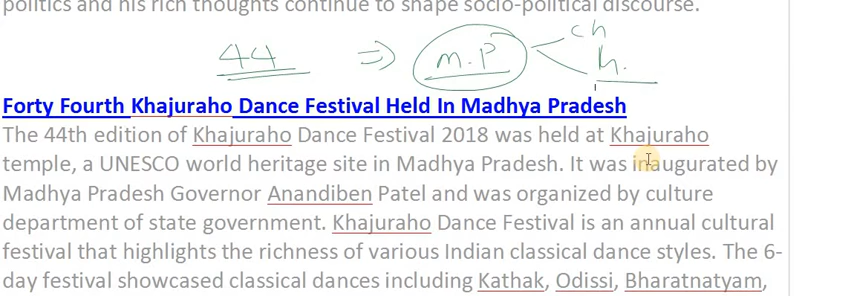 politics and his rich thoughts continue to shape socio-political discourse.
44 => M.P ch
h.
Forty Fourth Khajuraho Dance Festival Held In Madhya Pradesh
The 44th edition of Khajuraho Dance Festival 2018 was held at Khajuraho
temple, a UNESCO world heritage site in Madhya Pradesh. It was inaugurated by
Madhya Pradesh Governor Anandiben Patel and was organized by culture
department of state government. Khajuraho Dance Festival is an annual cultural
festival that highlights the richness of various Indian classical dance styles. The 6-
day festival showcased classical dances including Kathak, Odissi, Bharatnatyam,